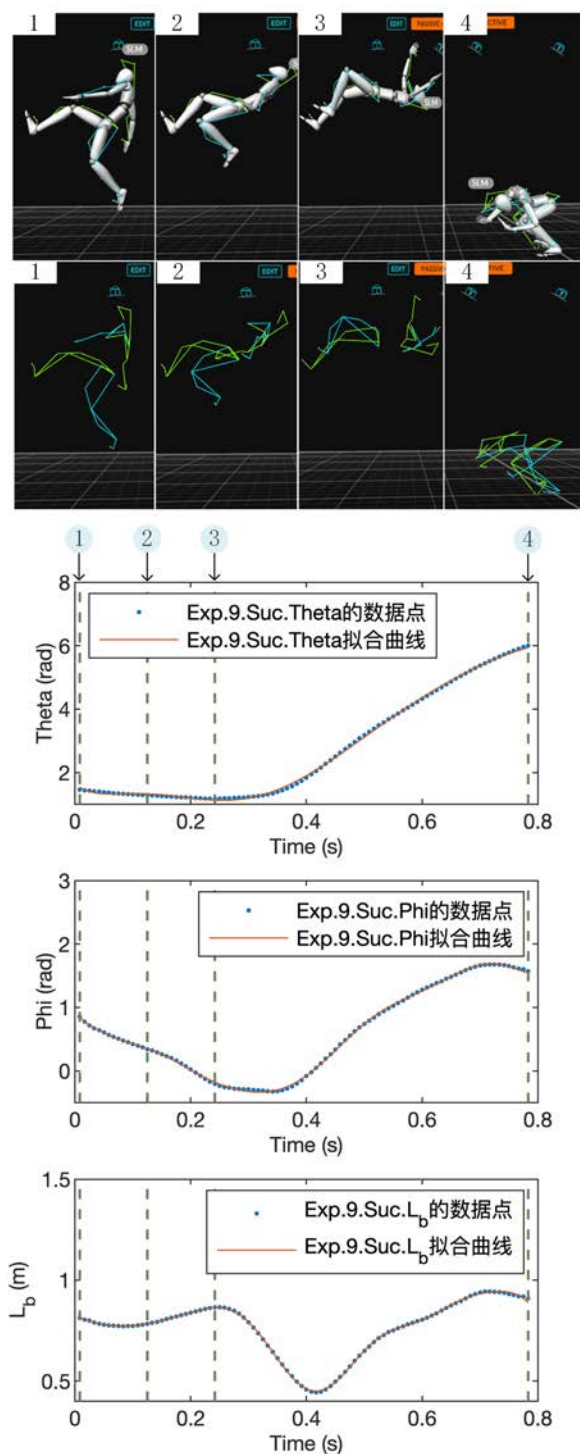 1 2 3 4
EDIT EDIT EDIT PASSIVE CTIVE
SLM SLM SLM
1 2 3 4
EDIT EDIT EDIT PASSIV CTIVE
1 2 3 4
8
6
4
2
Theta (rad)
Exp.9.Suc.Theta的数据点
Exp.9.Suc.Theta拟合曲线
0 0.2 0.4 0.6 0.8
Time (s)
3
2
1
0
Phi (rad)
Exp.9.Suc.Phi的数据点
Exp.9.Suc.Phi拟合曲线
0 0.2 0.4 0.6 0.8
Time (s)
1.5
1
0.5
L_b (m)
Exp.9.Suc.L_b的数据点
Exp.9.Suc.L_b拟合曲线
0 0.2 0.4 0.6 0.8
Time (s)